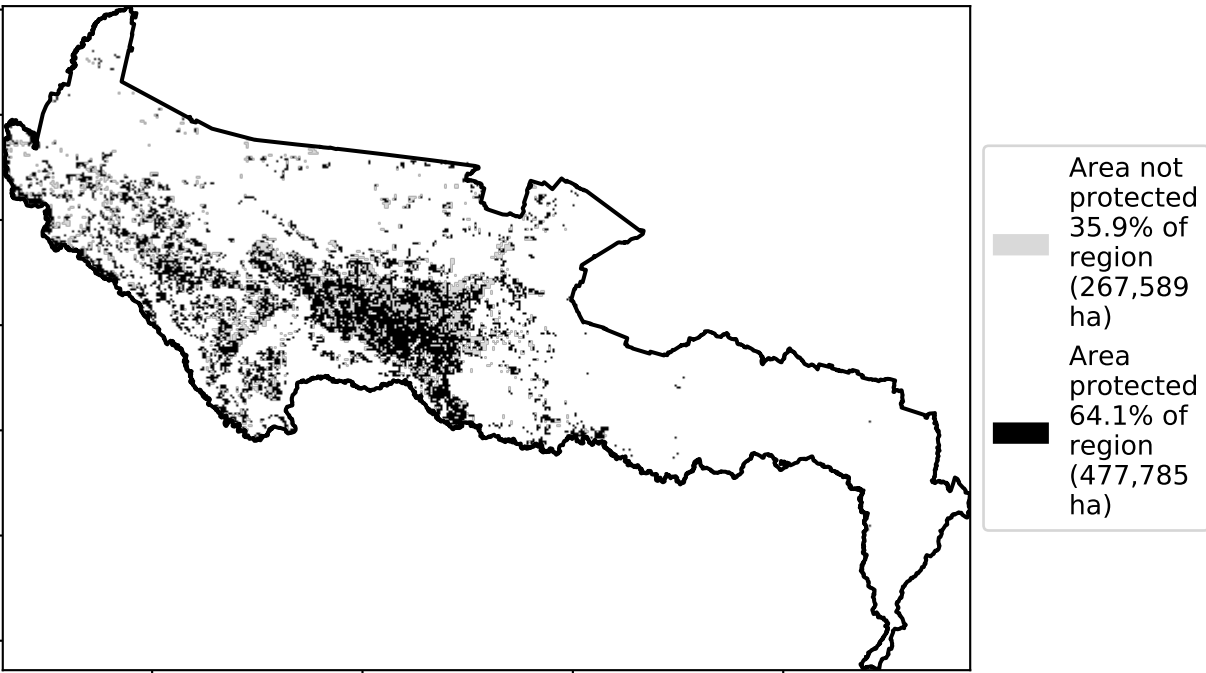 Area not
protected
35.9% of
region
(267,589
ha)
Area
protected
64.1% of
region
(477,785
ha)